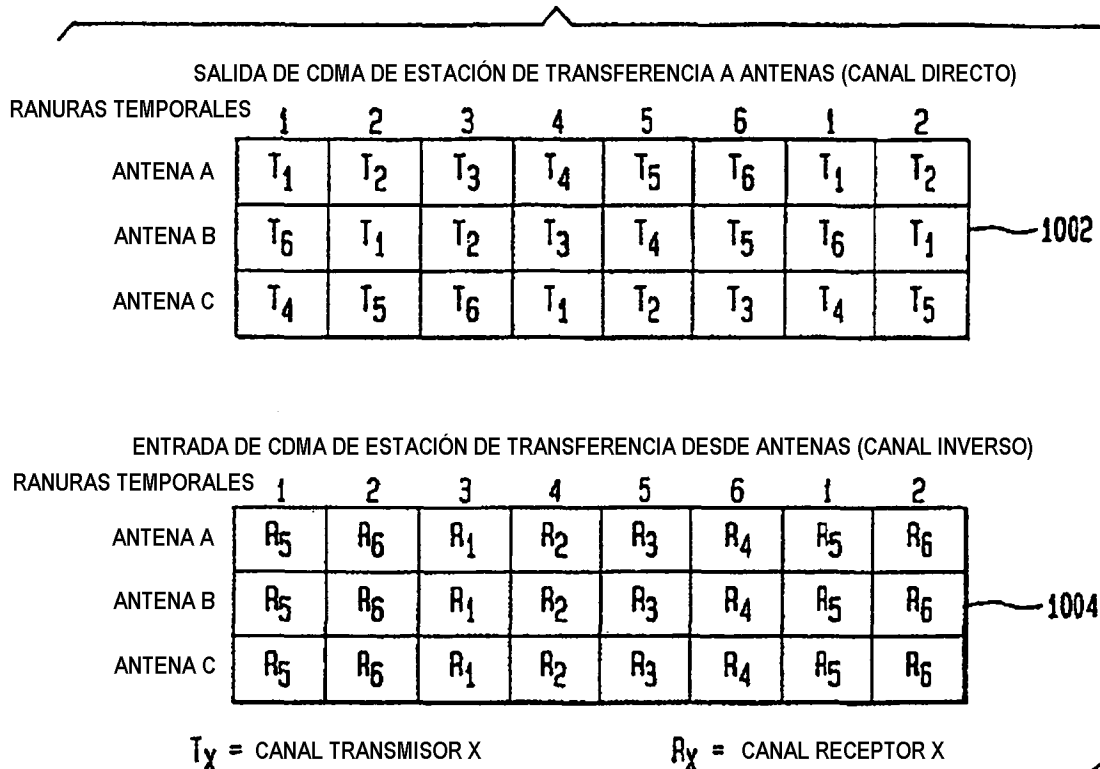 SALIDA DE CDMA DE ESTACIÓN DE TRANSFERENCIA A ANTENAS (CANAL DIRECTO)
RANURAS TEMPORALES 1 2 3 4 5 6 1 2
ANTENA A T1 T2 T3 T4 T5 T6 T1 T2
ANTENA B T6 T1 T2 T3 T4 T5 T6 T1 1002
ANTENA C T4 T5 T6 T1 T2 T3 T4 T5
ENTRADA DE CDMA DE ESTACIÓN DE TRANSFERENCIA DESDE ANTENAS (CANAL INVERSO)
RANURAS TEMPORALES 1 2 3 4 5 6 1 2
ANTENA A R5 R6 R1 R2 R3 R4 R5 R6
ANTENA B R5 R6 R1 R2 R3 R4 R5 R6 1004
ANTENA C R5 R6 R1 R2 R3 R4 R5 R6
TX = CANAL TRANSMISOR X RX = CANAL RECEPTOR X